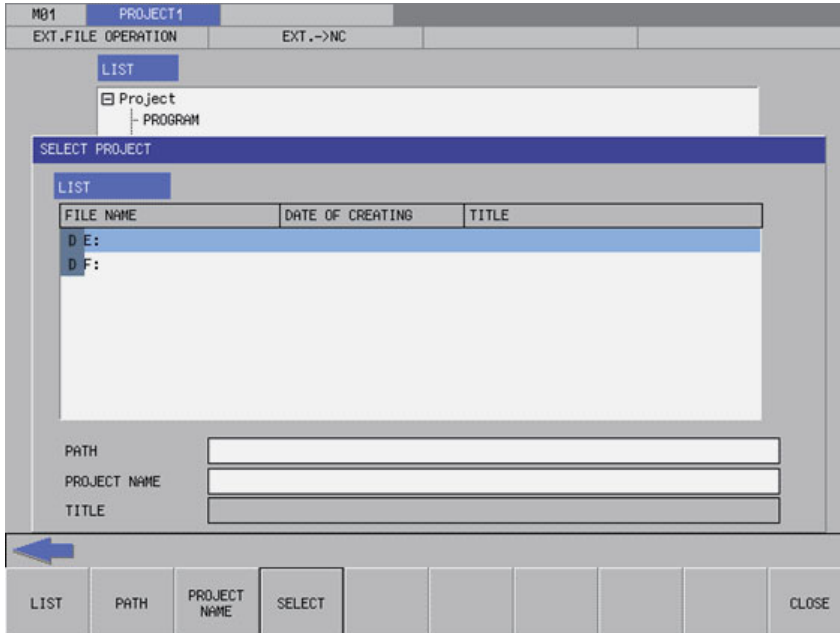 M01 PROJECT1
EXT.FILE OPERATION EXT.->NC
LIST
Project
PROGRAM
SELECT PROJECT
LIST
FILE NAME DATE OF CREATING TITLE
D E:
D F:
PATH
PROJECT NAME
TITLE
LIST PATH PROJECT NAME SELECT CLOSE